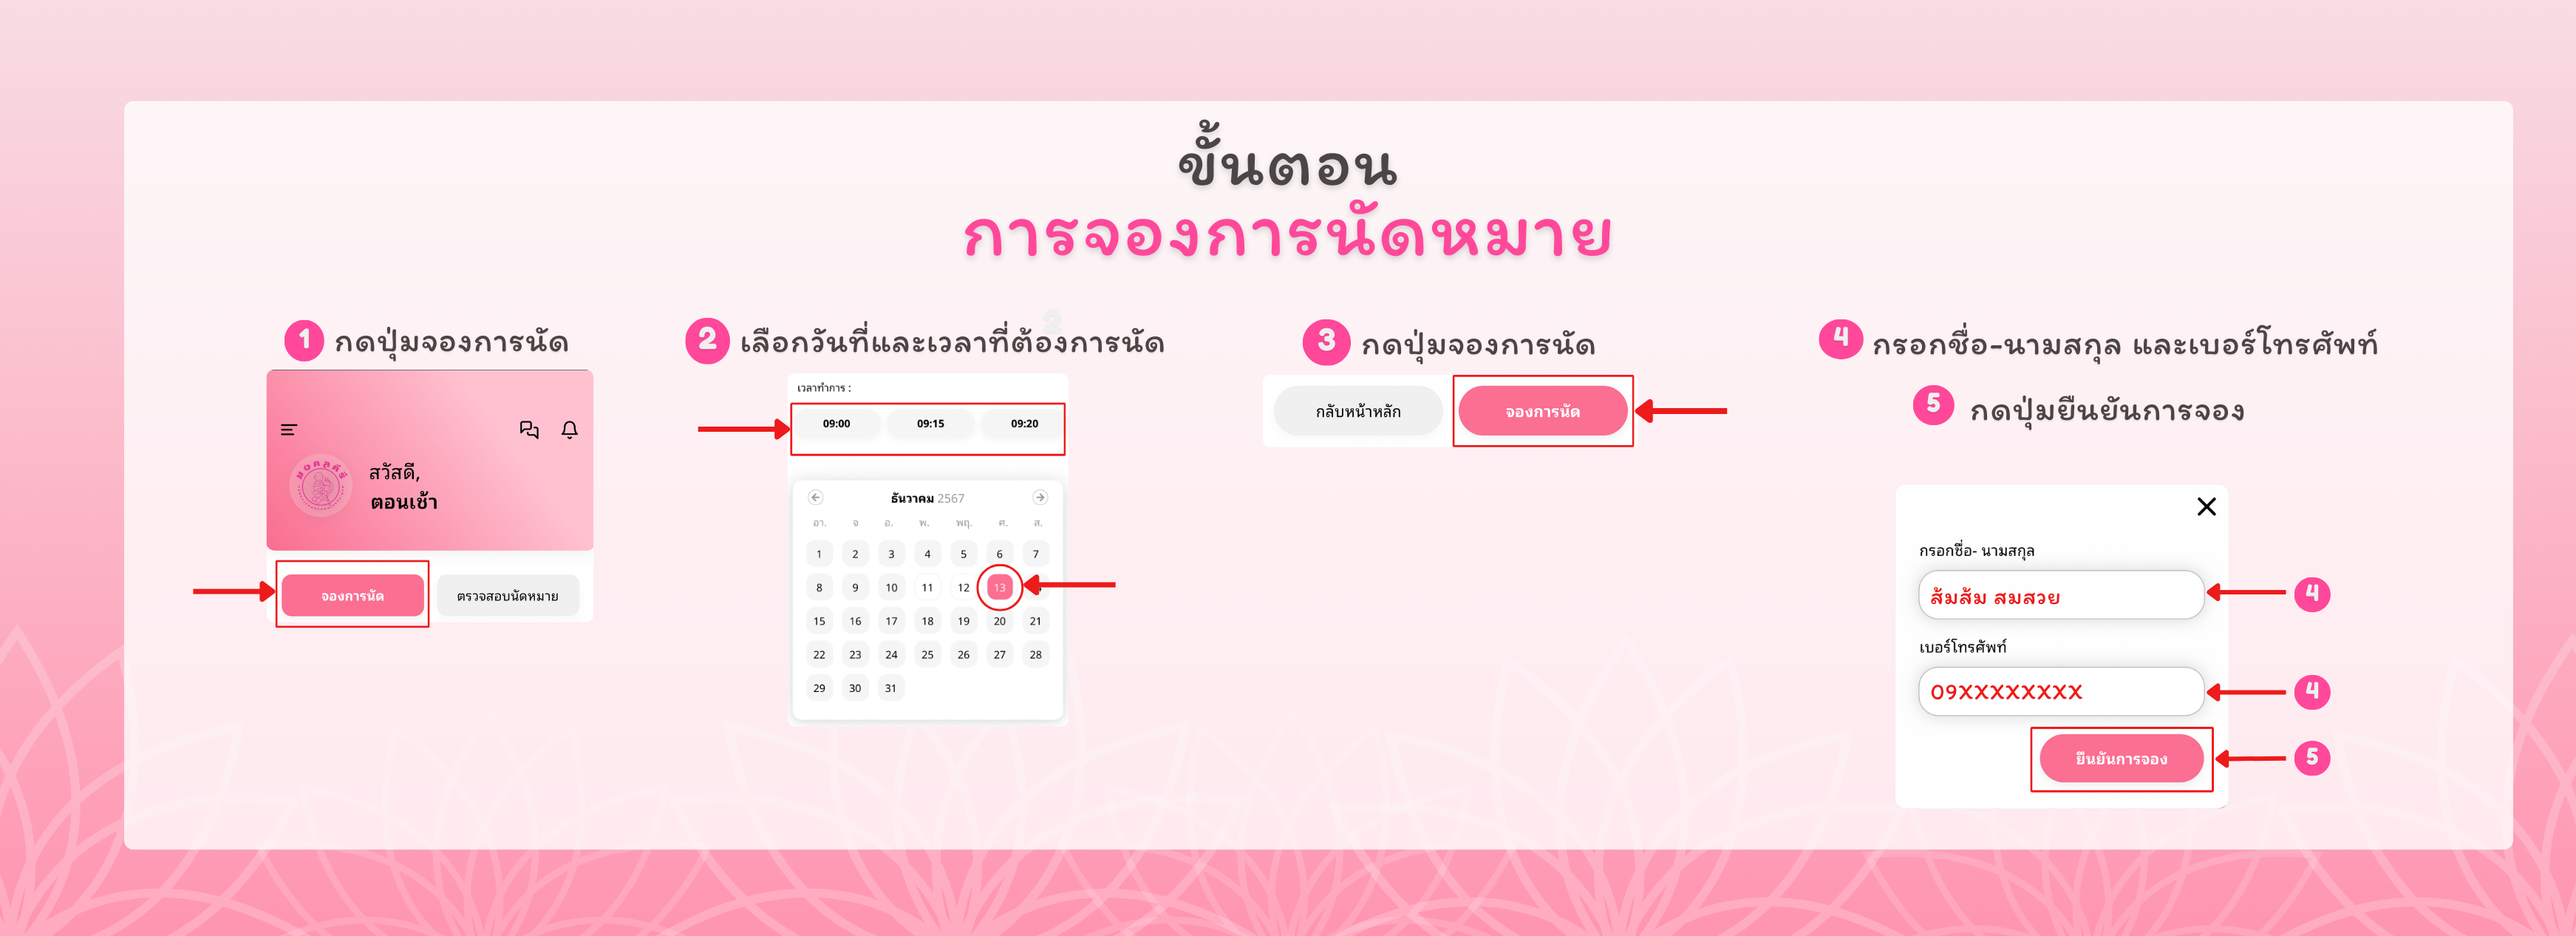 ขั้นตอน
การจองการนัดหมาย
1 กดปุ่มจองการนัด
สวัสดี,
ตอนเช้า
จองการนัด ตรวจสอบนัดหมาย
2 เลือกวันที่และเวลาที่ต้องการนัด
2
เวลาทำการ :
09:00 09:15 09:20
ธันวาคม 2567
อา. จ อ. พ. พฤ. ศ. ส.
1 2 3 4 5 6 7
8 9 10 11 12 13
15 16 17 18 19 20 21
22 23 24 25 26 27 28
29 30 31
3 กดปุ่มจองการนัด
กลับหน้าหลัก จองการนัด
4 กรอกชื่อ-นามสกุล และเบอร์โทรศัพท์
5 กดปุ่มยืนยันการจอง
กรอกชื่อ- นามสกุล
ส้มส้ม สมสวย 4
เบอร์โทรศัพท์
09XXXXXXXX 4
ยืนยันการจอง 5